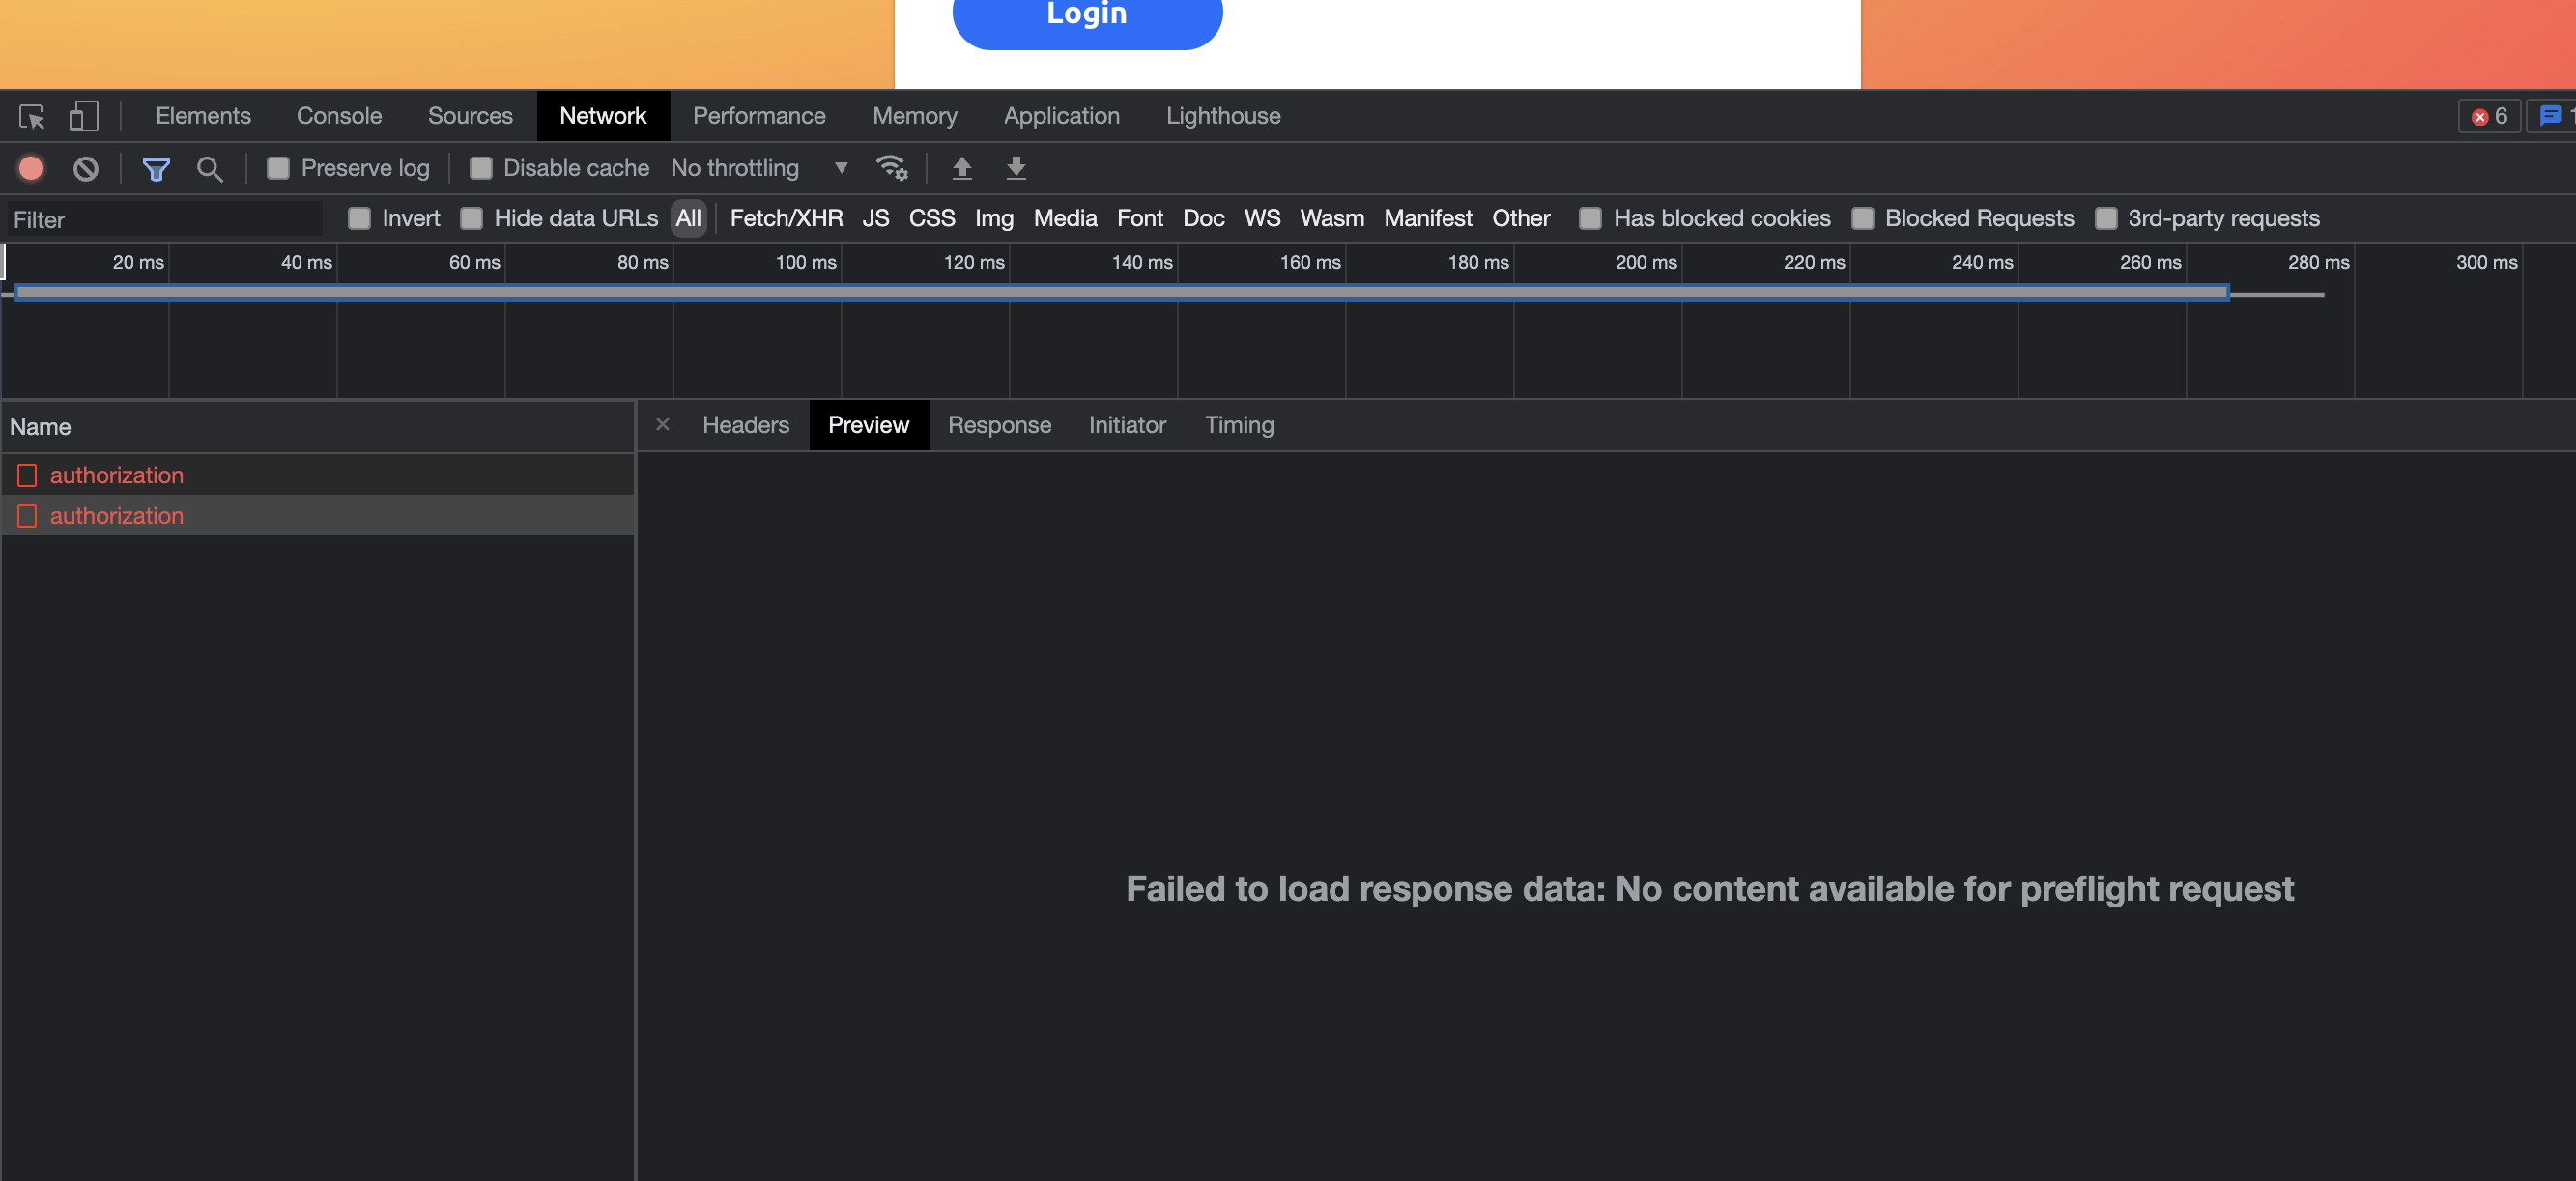 Login
Elements Console Sources Network Performance Memory Application Lighthouse 6 1
Preserve log Disable cache No throttling
Filter Invert Hide data URLs All Fetch/XHR JS CSS Img Media Font Doc WS Wasm Manifest Other Has blocked cookies Blocked Requests 3rd-party requests
20 ms 40 ms 60 ms 80 ms 100 ms 120 ms 140 ms 160 ms 180 ms 200 ms 220 ms 240 ms 260 ms 280 ms 300 ms
Name × Headers Preview Response Initiator Timing
authorization
authorization
Failed to load response data: No content available for preflight request